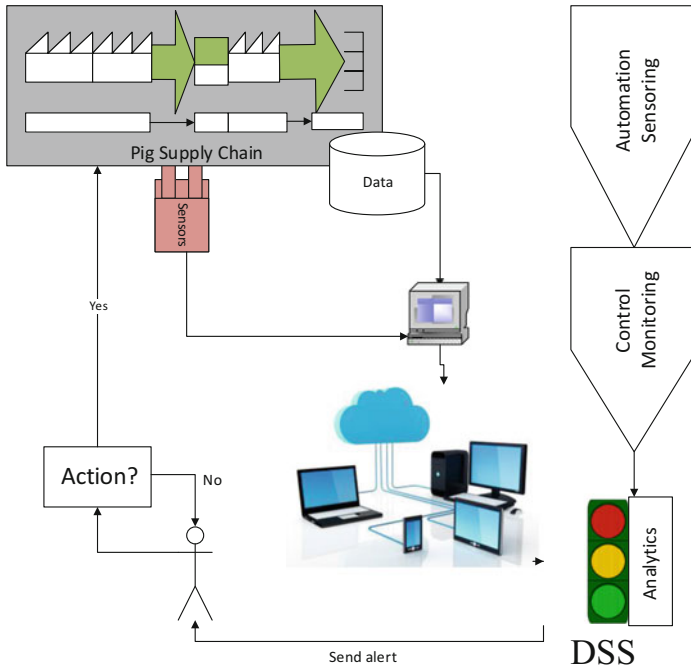 Pig Supply Chain
Data
Sensors
Automation
Sensoring
Control
Monitoring
Yes
Action?
No
Analytics
Send alert
DSS